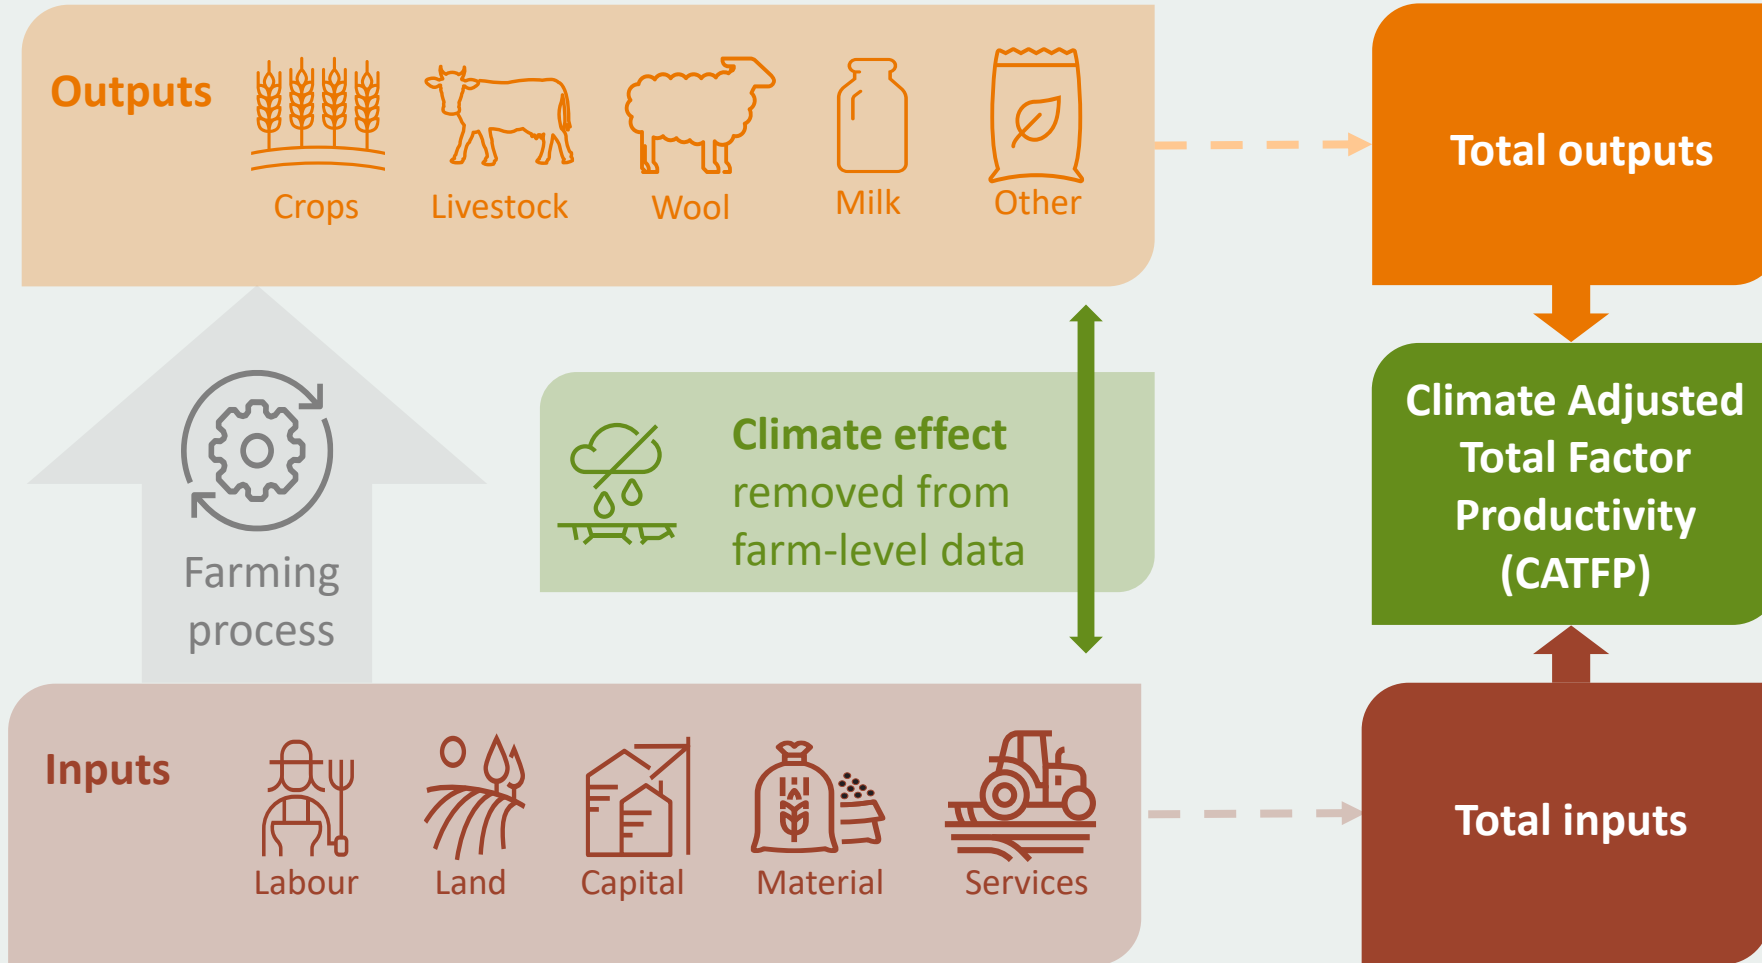 Outputs
Crops
Livestock
Wool
Milk
Other
Total outputs
Farming
process
Climate effect
removed from
farm-level data
Climate Adjusted
Total Factor
Productivity
(CATFP)
Inputs
Labour
Land
Capital
Material
Services
Total inputs